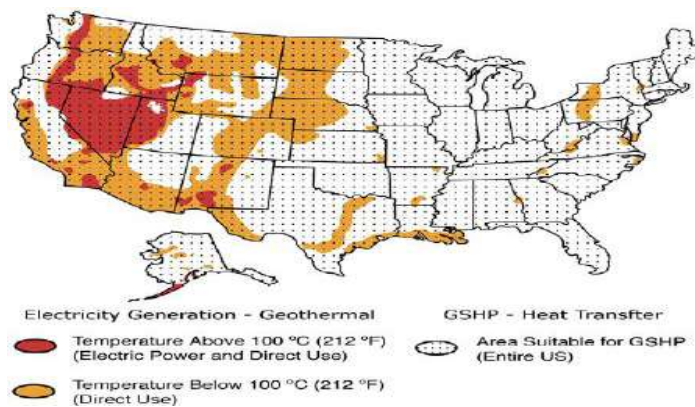 Electricity Generation - Geothermal
Temperature Above 100 ºC (212 ºF)
(Electric Power and Direct Use)
Temperature Below 100 ºC (212 ºF)
(Direct Use)
GSHP - Heat Transfter
Area Suitable for GSHP
(Entire US)